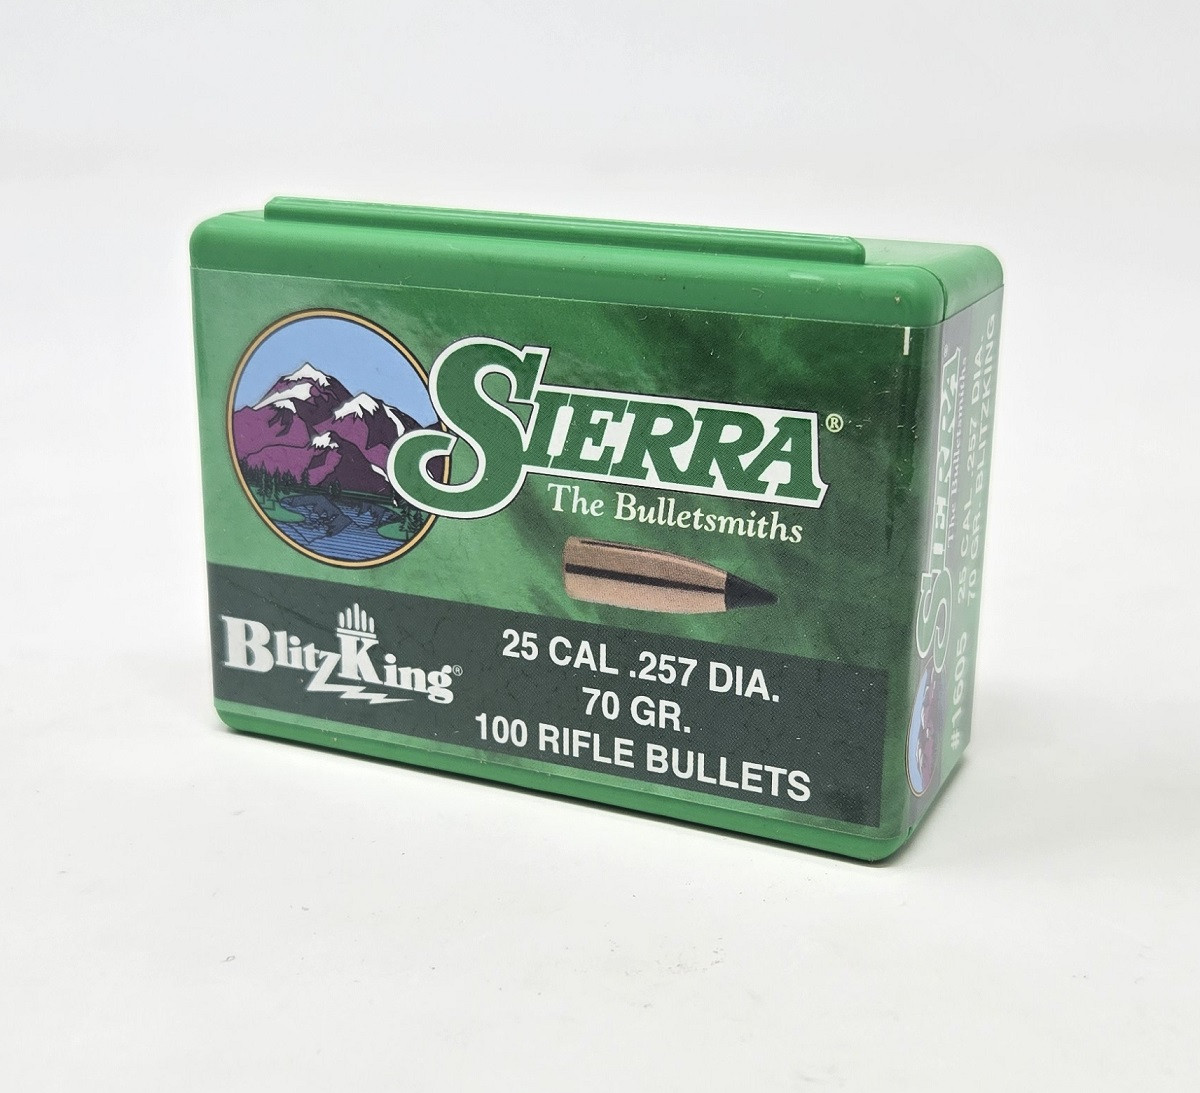 SIERRA®
The Bulletsmiths
BlitzKing®
25 CAL .257 DIA.
70 GR.
100 RIFLE BULLETS
SIERRA®
The Bulletsmiths
#1605
25 CAL .257 DIA.
70 GR. BLITZKING